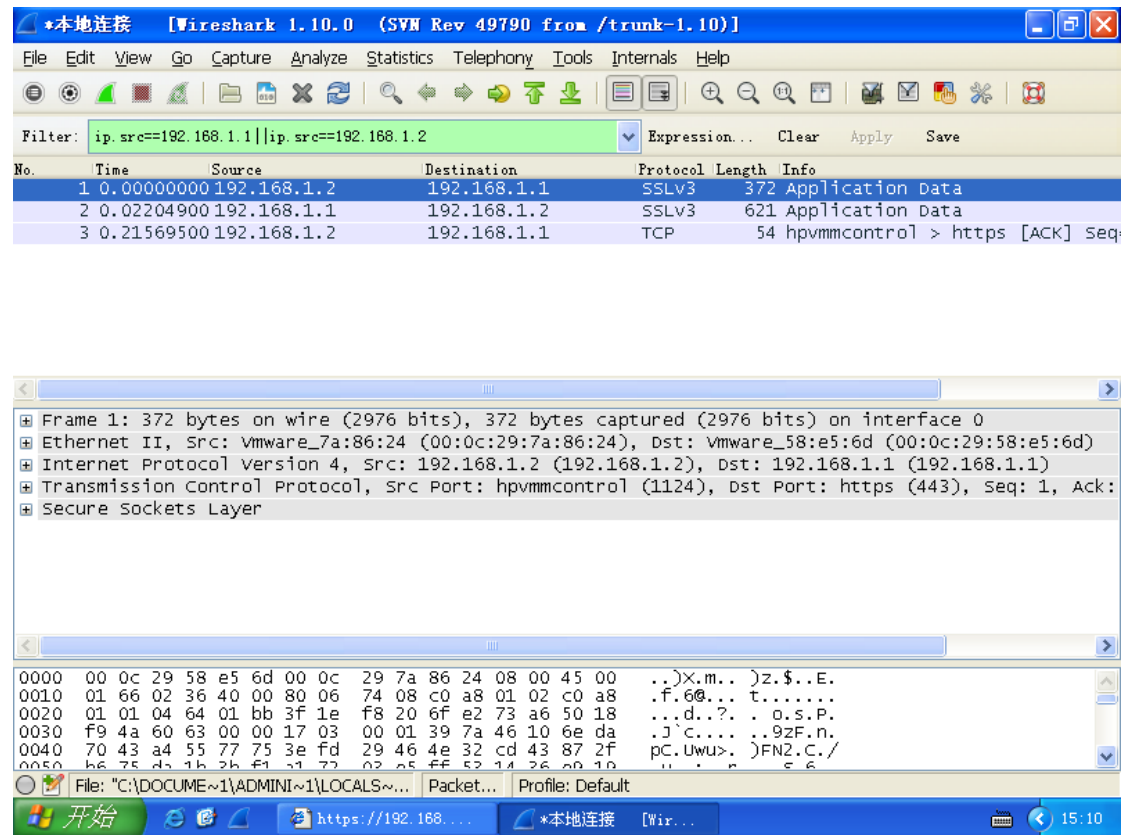 *本地连接 [Wireshark 1.10.0 (SVN Rev 49790 from /trunk-1.10)]
File Edit View Go Capture Analyze Statistics Telephony Tools Internals Help
Filter: ip.src==192.168.1.1||ip.src==192.168.1.2 Expression... Clear Apply Save
No. Time Source Destination Protocol Length Info
1 0.00000000 192.168.1.2 192.168.1.1 SSLv3 372 Application Data
2 0.02204900 192.168.1.1 192.168.1.2 SSLv3 621 Application Data
3 0.21569500 192.168.1.2 192.168.1.1 TCP 54 hpvmmcontrol > https [ACK] Seq
Frame 1: 372 bytes on wire (2976 bits), 372 bytes captured (2976 bits) on interface 0
Ethernet II, Src: Vmware_7a:86:24 (00:0c:29:7a:86:24), Dst: Vmware_58:e5:6d (00:0c:29:58:e5:6d)
Internet Protocol Version 4, Src: 192.168.1.2 (192.168.1.2), Dst: 192.168.1.1 (192.168.1.1)
Transmission Control Protocol, Src Port: hpvmmcontrol (1124), Dst Port: https (443), Seq: 1, Ack:
Secure Sockets Layer
0000 00 0c 29 58 e5 6d 00 0c 29 7a 86 24 08 00 45 00 ..)X.m.. )z.$..E.
0010 01 66 02 36 40 00 80 06 74 08 c0 a8 01 02 c0 a8 .f.6@... t.......
0020 01 01 04 64 01 bb 3f 1e f8 20 6f e2 73 a6 50 18 ...d..?. . o.s.P.
0030 f9 4a 60 63 00 00 17 03 00 01 39 7a 46 10 6e da .J`c.... ..9zF.n.
0040 70 43 a4 55 77 75 3e fd 29 46 4e 32 cd 43 87 2f pC.Uwu>. )FN2.C./
File: "C:\DOCUME~1\ADMINI~1\LOCALS~... Packet... Profile: Default
开始 https://192.168.... *本地连接 [Wir... 15:10